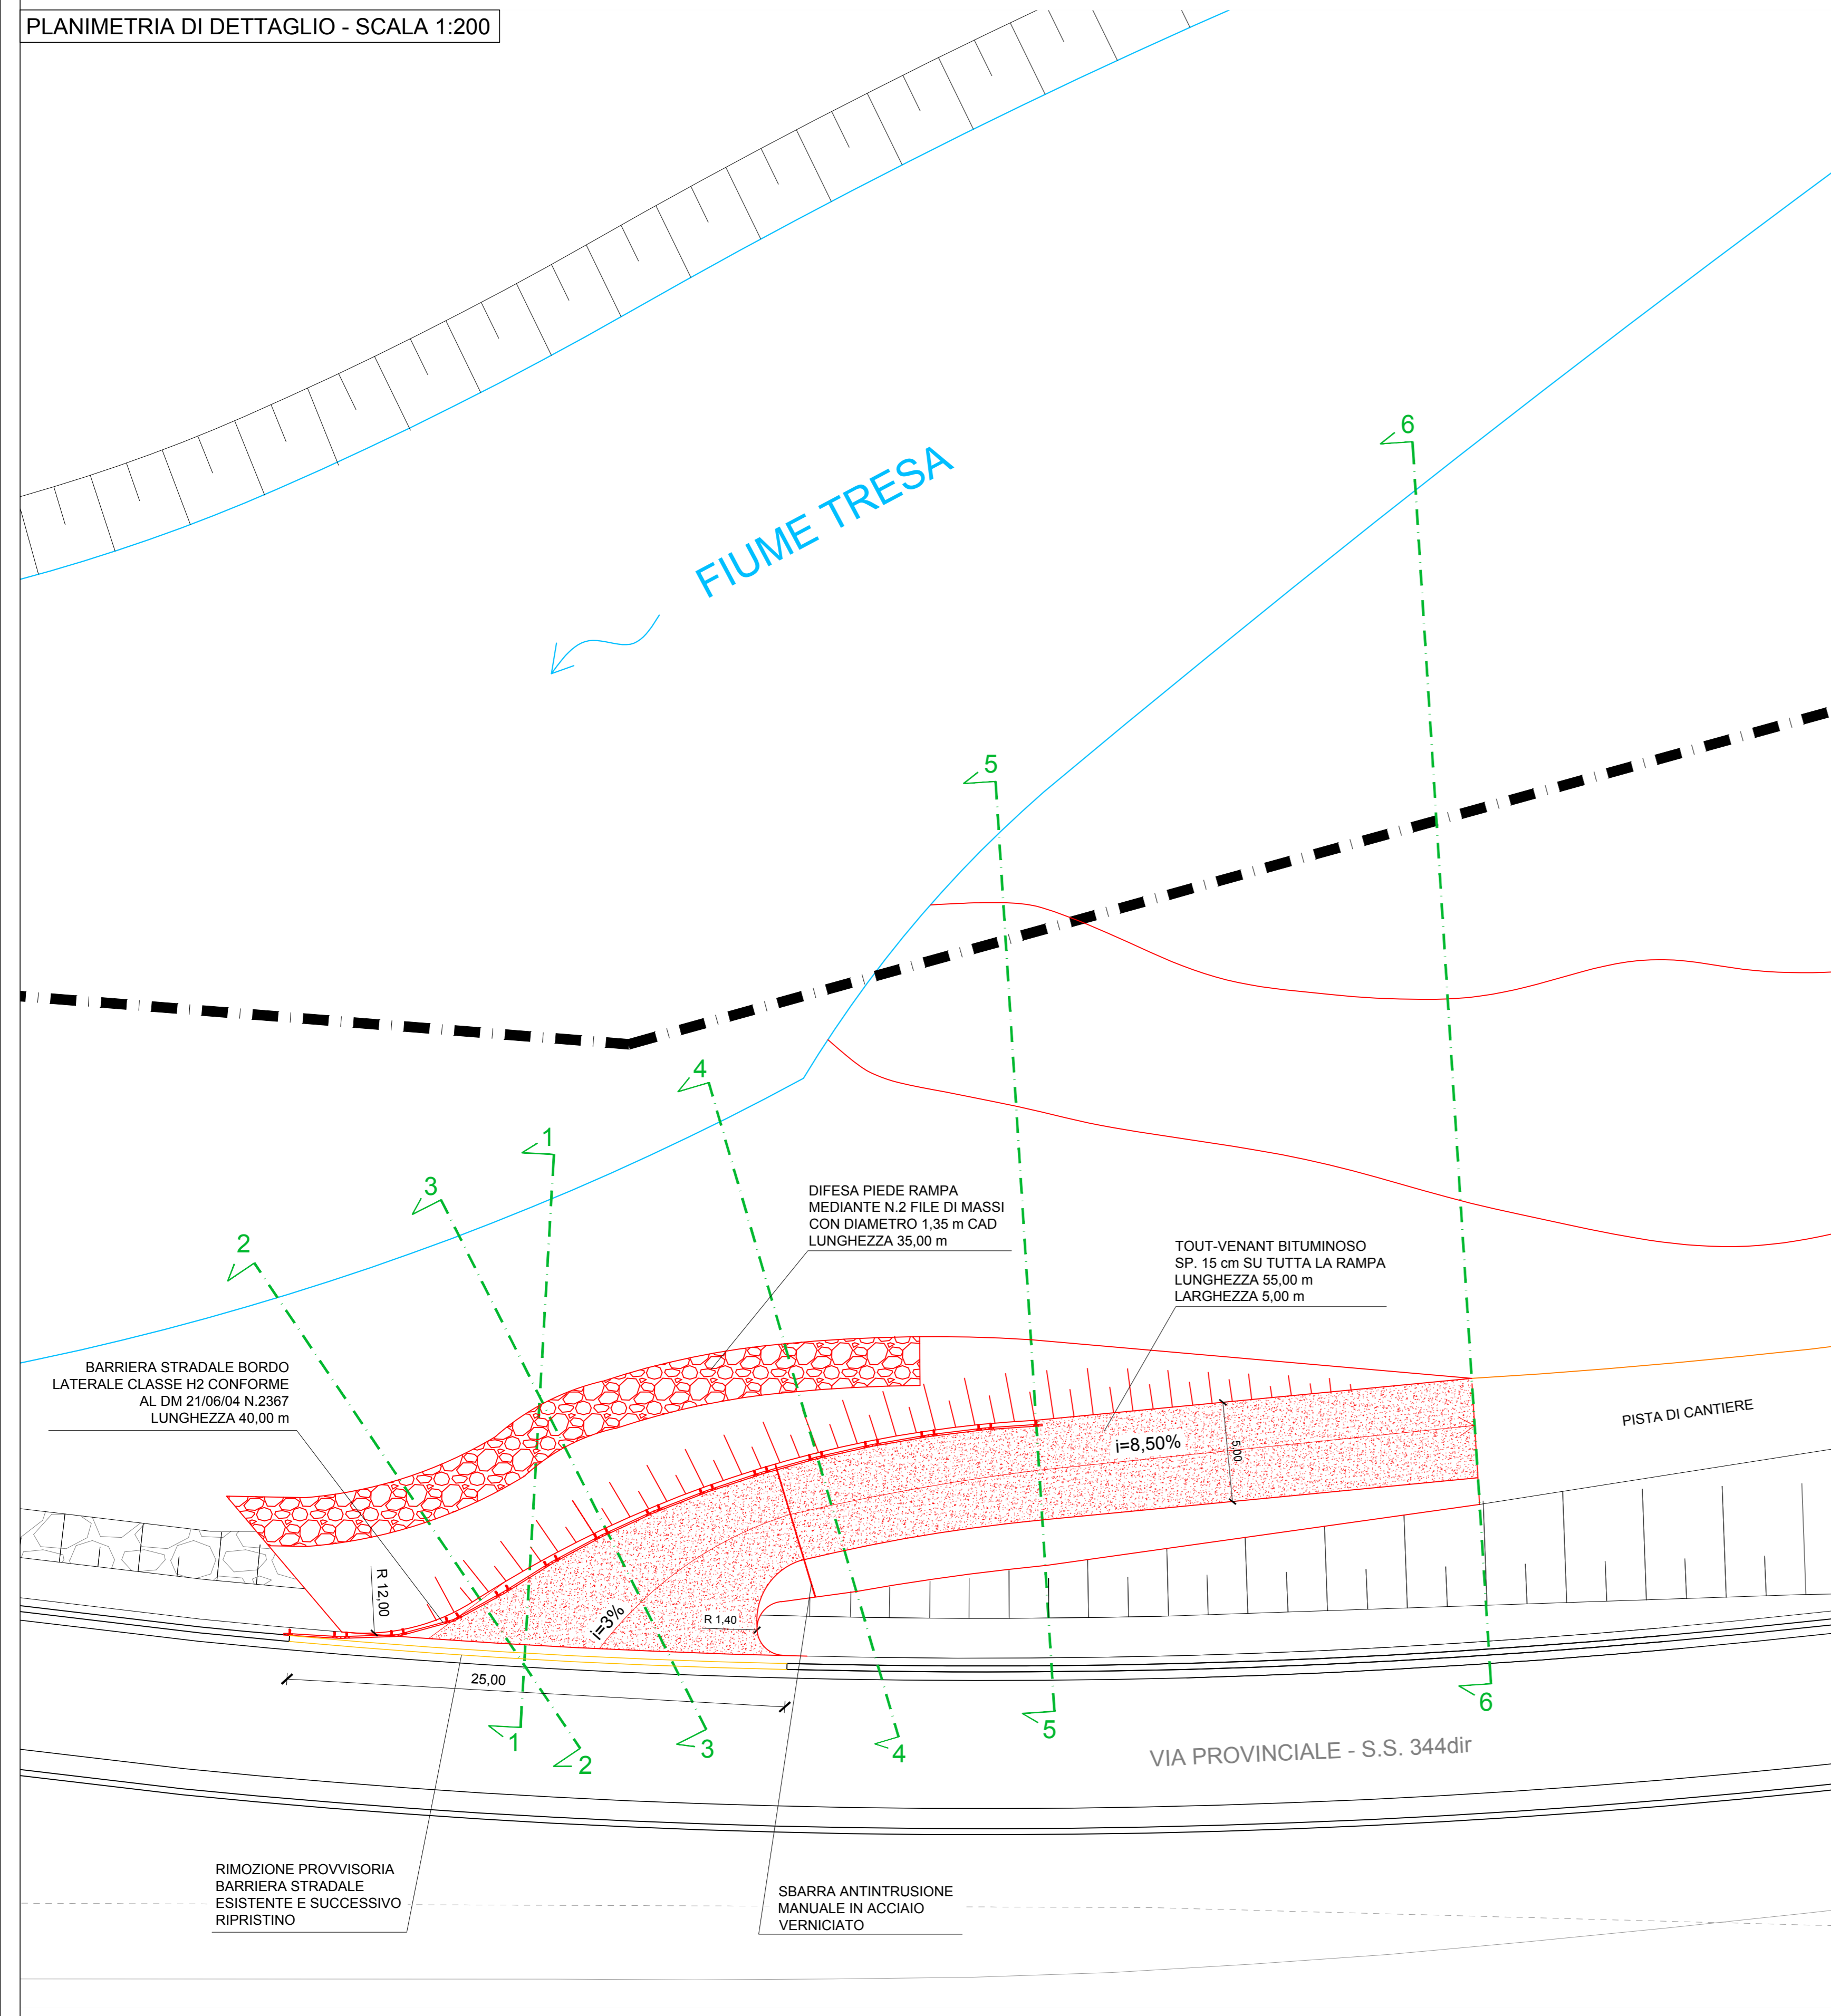 PLANIMETRIA DI DETTAGLIO - SCALA 1:200
FIUME TRESA
6
5
4
1
3
2
DIFESA PIEDE RAMPA
MEDIANTE N.2 FILE DI MASSI
CON DIAMETRO 1,35 m CAD
LUNGHEZZA 35,00 m
TOUT-VENANT BITUMINOSO
SP. 15 cm SU TUTTA LA RAMPA
LUNGHEZZA 55,00 m
LARGHEZZA 5,00 m
BARRIERA STRADALE BORDO
LATERALE CLASSE H2 CONFORME
AL DM 21/06/04 N.2367
LUNGHEZZA 40,00 m
PISTA DI CANTIERE
i=8,50%
5,00
R 12,00
i=3%
R 1,40
25,00
1
2
3
4
5
6
VIA PROVINCIALE - S.S. 344dir
RIMOZIONE PROVVISORIA
BARRIERA STRADALE
ESISTENTE E SUCCESSIVO
RIPRISTINO
SBARRA ANTINTRUSIONE
MANUALE IN ACCIAIO
VERNICIATO